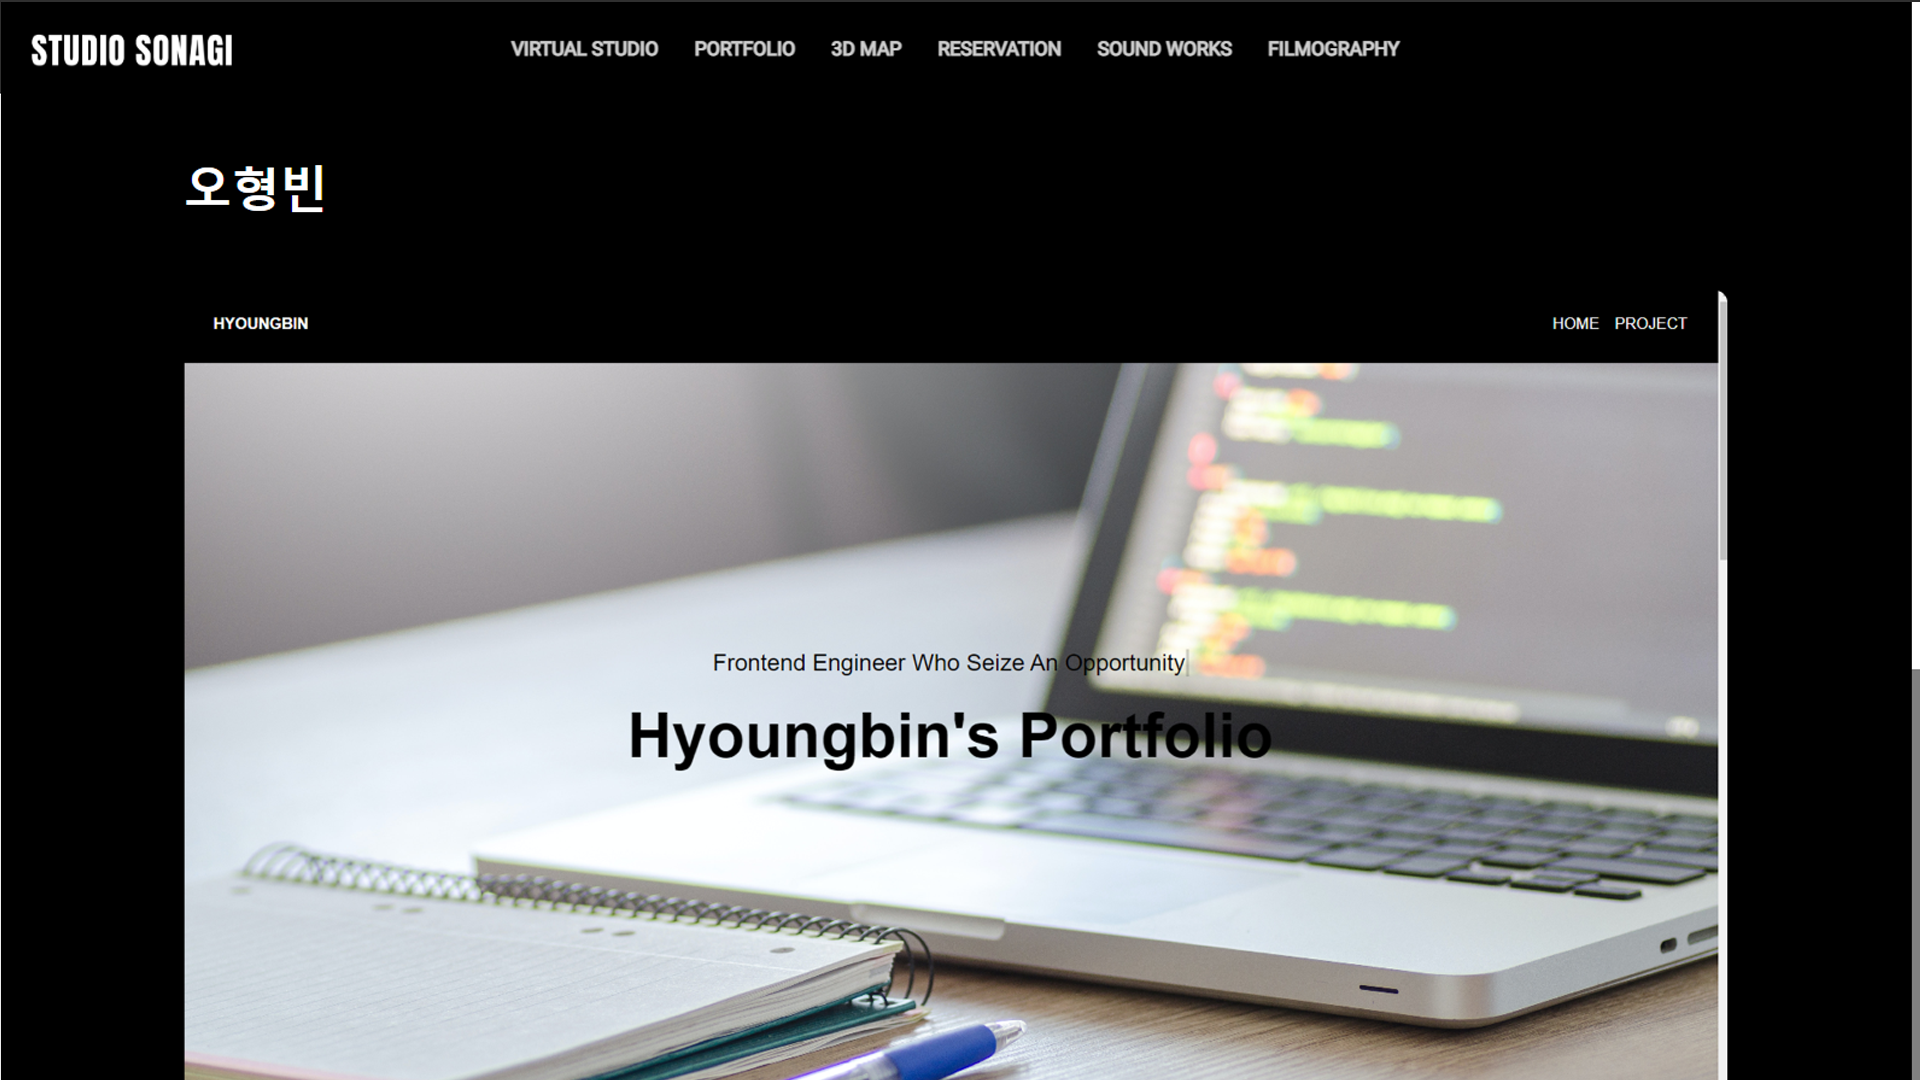 STUDIO SONAGI
VIRTUAL STUDIO PORTFOLIO 3D MAP RESERVATION SOUND WORKS FILMOGRAPHY
오형빈
HYOUNGBIN
HOME PROJECT
Frontend Engineer Who Seize An Opportunity
Hyoungbin's Portfolio